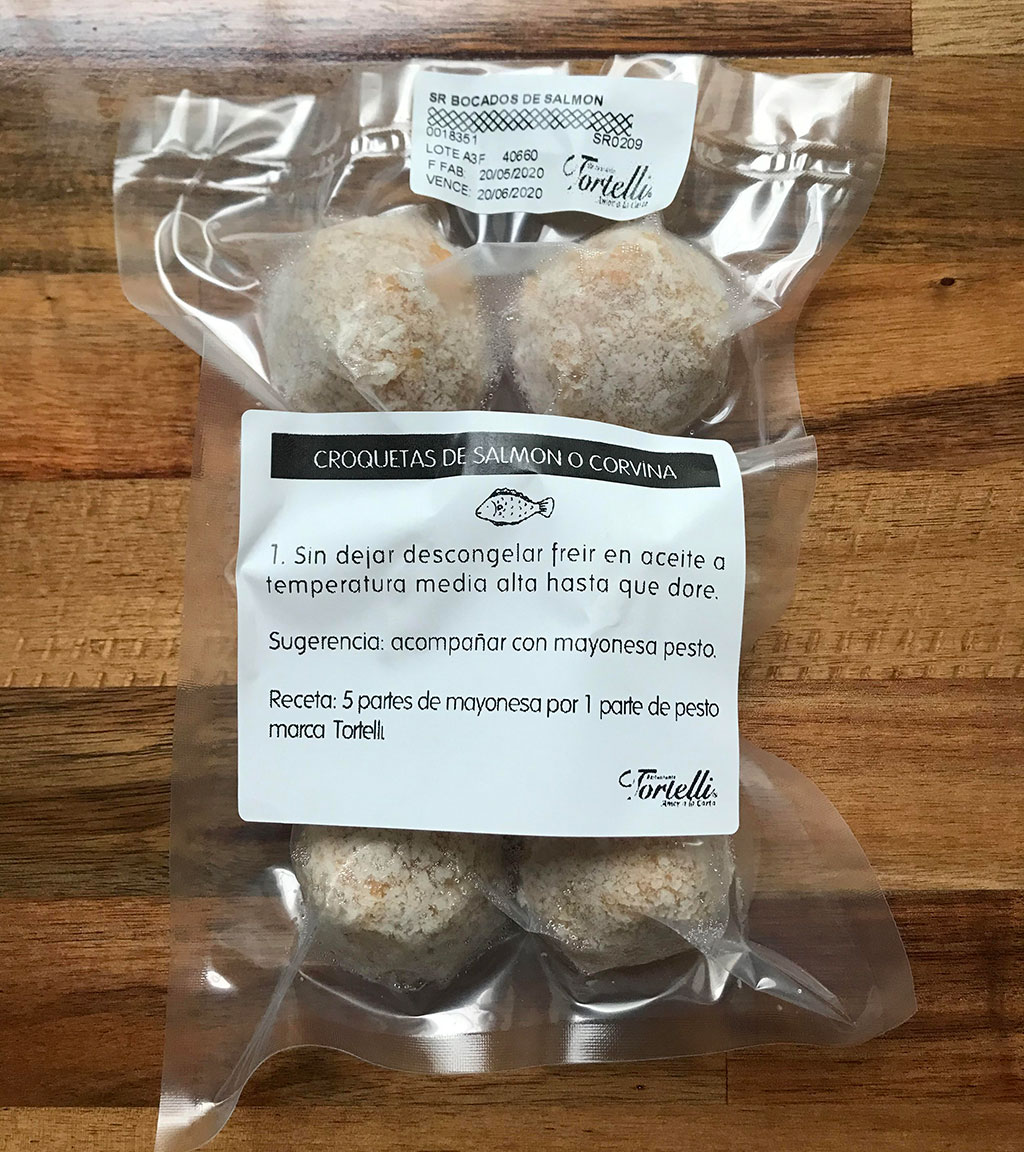 SR BOCADOS DE SALMON
0018351 SR0209
LOTE A3F 40660
F FAB: 20/05/2020
VENCE: 20/06/2020
Tortelli
Amor a la Carta
CROQUETAS DE SALMON O CORVINA
1. Sin dejar descongelar freir en aceite a
temperatura media alta hasta que dore.
Sugerencia: acompañar con mayonesa pesto.
Receta: 5 partes de mayonesa por 1 parte de pesto
marca Tortelli
Restaurante
Tortelli
Amor a la Carta